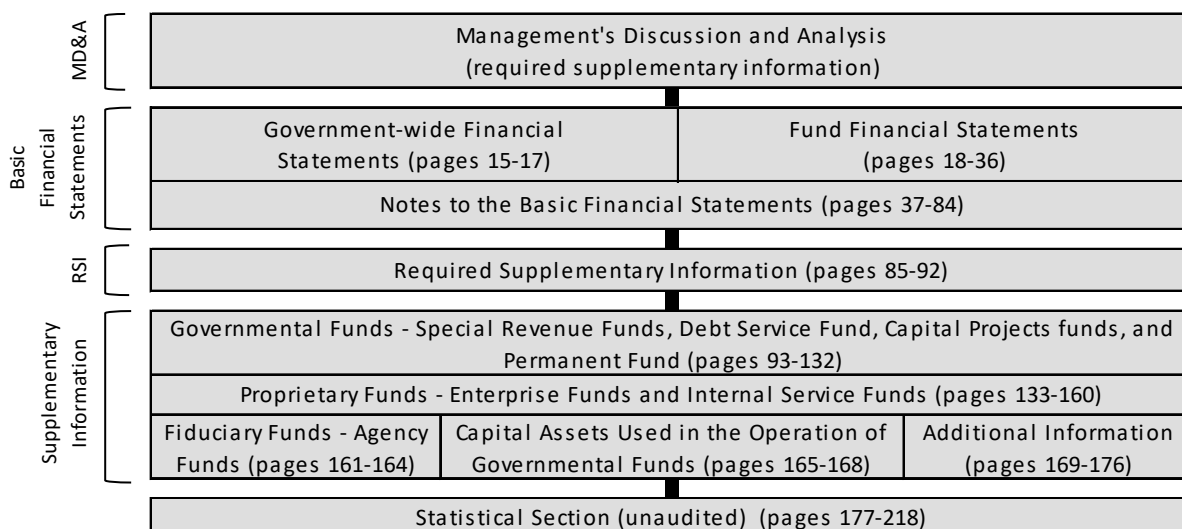 MD&A
Management's Discussion and Analysis
(required supplementary information)
Basic
Financial
Statements
Government-wide Financial
Statements (pages 15-17)
Fund Financial Statements
(pages 18-36)
Notes to the Basic Financial Statements (pages 37-84)
RSI
Required Supplementary Information (pages 85-92)
Supplementary
Information
Governmental Funds - Special Revenue Funds, Debt Service Fund, Capital Projects funds, and
Permanent Fund (pages 93-132)
Proprietary Funds - Enterprise Funds and Internal Service Funds (pages 133-160)
Fiduciary Funds - Agency
Funds (pages 161-164)
Capital Assets Used in the Operation of
Governmental Funds (pages 165-168)
Additional Information
(pages 169-176)
Statistical Section (unaudited) (pages 177-218)